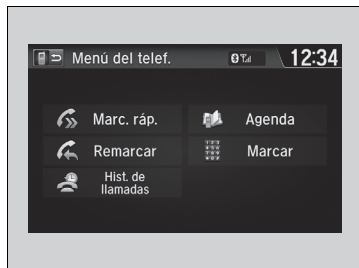 Menú del telef.
12:34
Marc. ráp.
Agenda
Remarcar
Marcar
Hist. de
llamadas